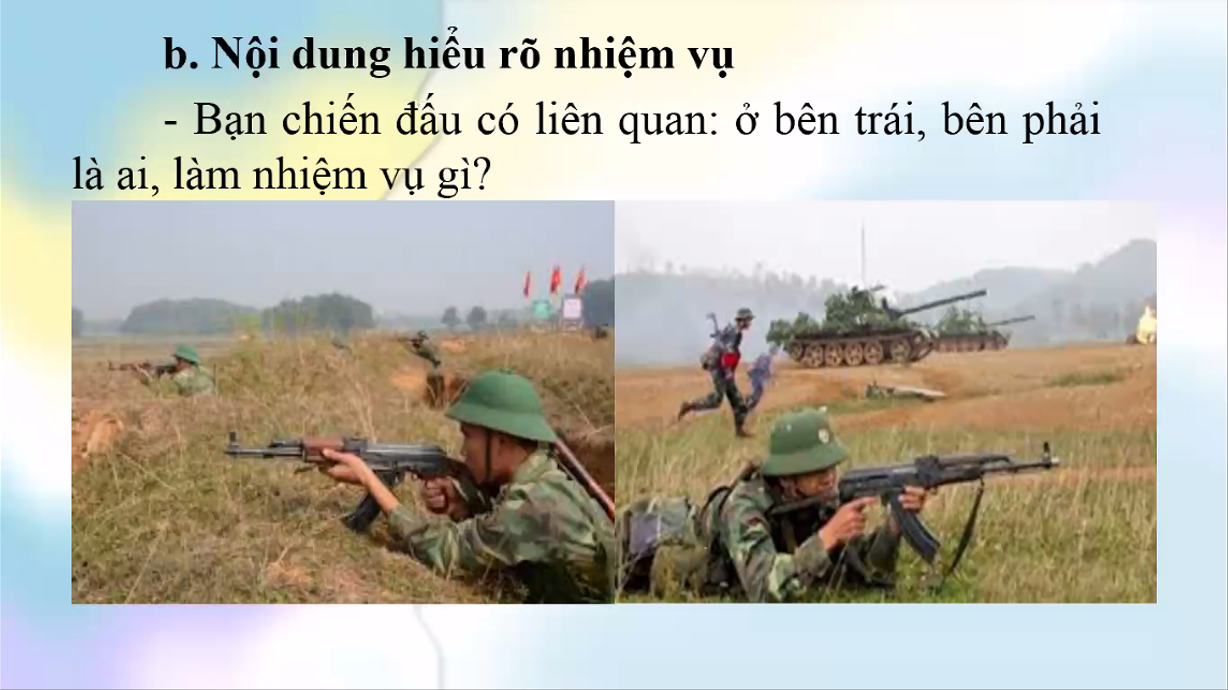 b. Nội dung hiểu rõ nhiệm vụ
- Bạn chiến đấu có liên quan: ở bên trái, bên phải
là ai, làm nhiệm vụ gì?